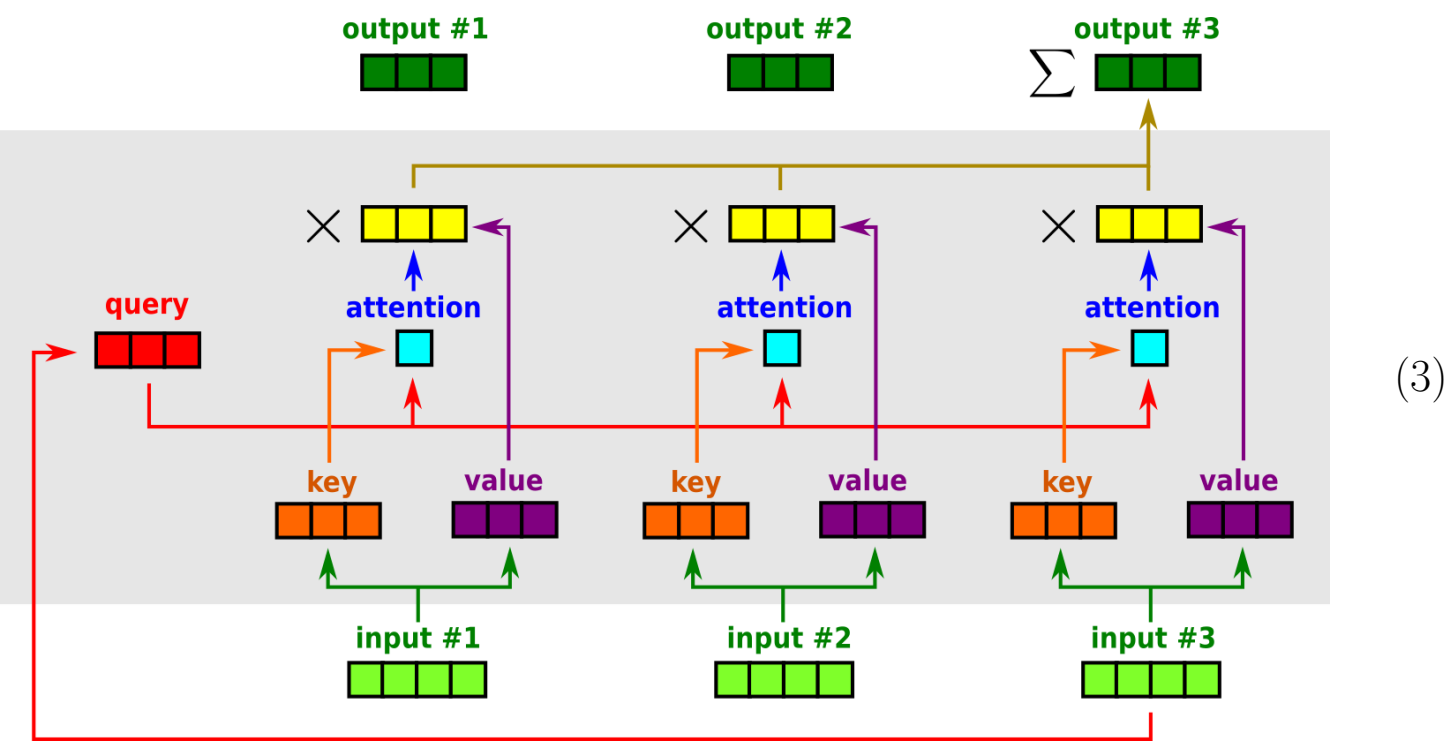 output #1
output #2
output #3
∑
×
×
×
query
attention
attention
attention
(3)
key
value
key
value
key
value
input #1
input #2
input #3